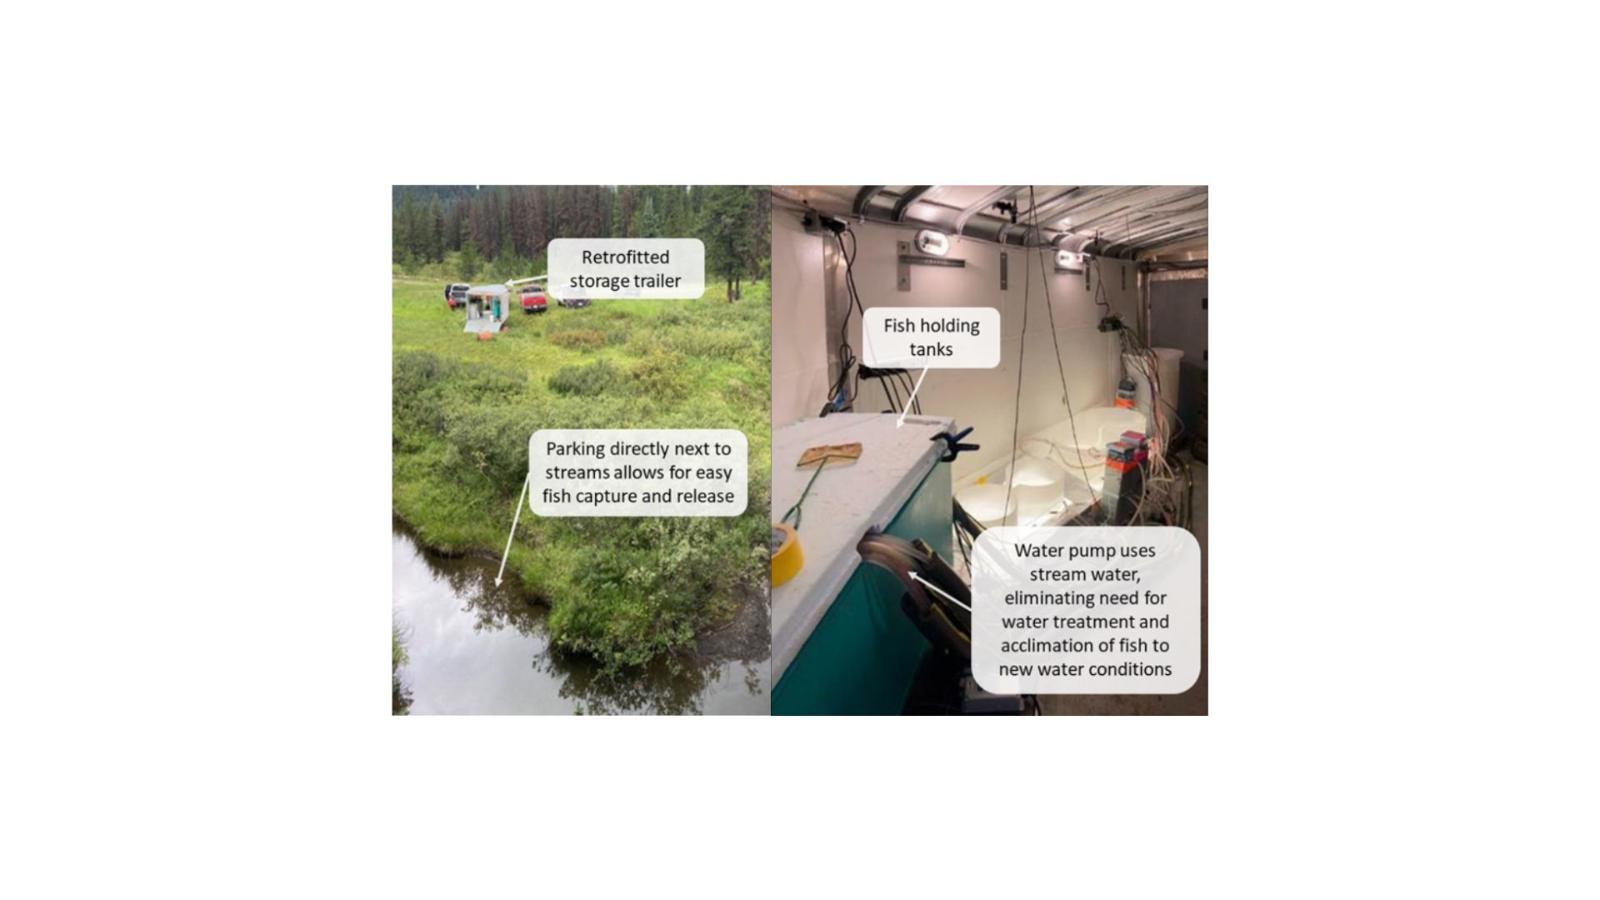 Retrofitted
storage trailer
Parking directly next to
streams allows for easy
fish capture and release
Fish holding
tanks
Water pump uses
stream water,
eliminating need for
water treatment and
acclimation of fish to
new water conditions